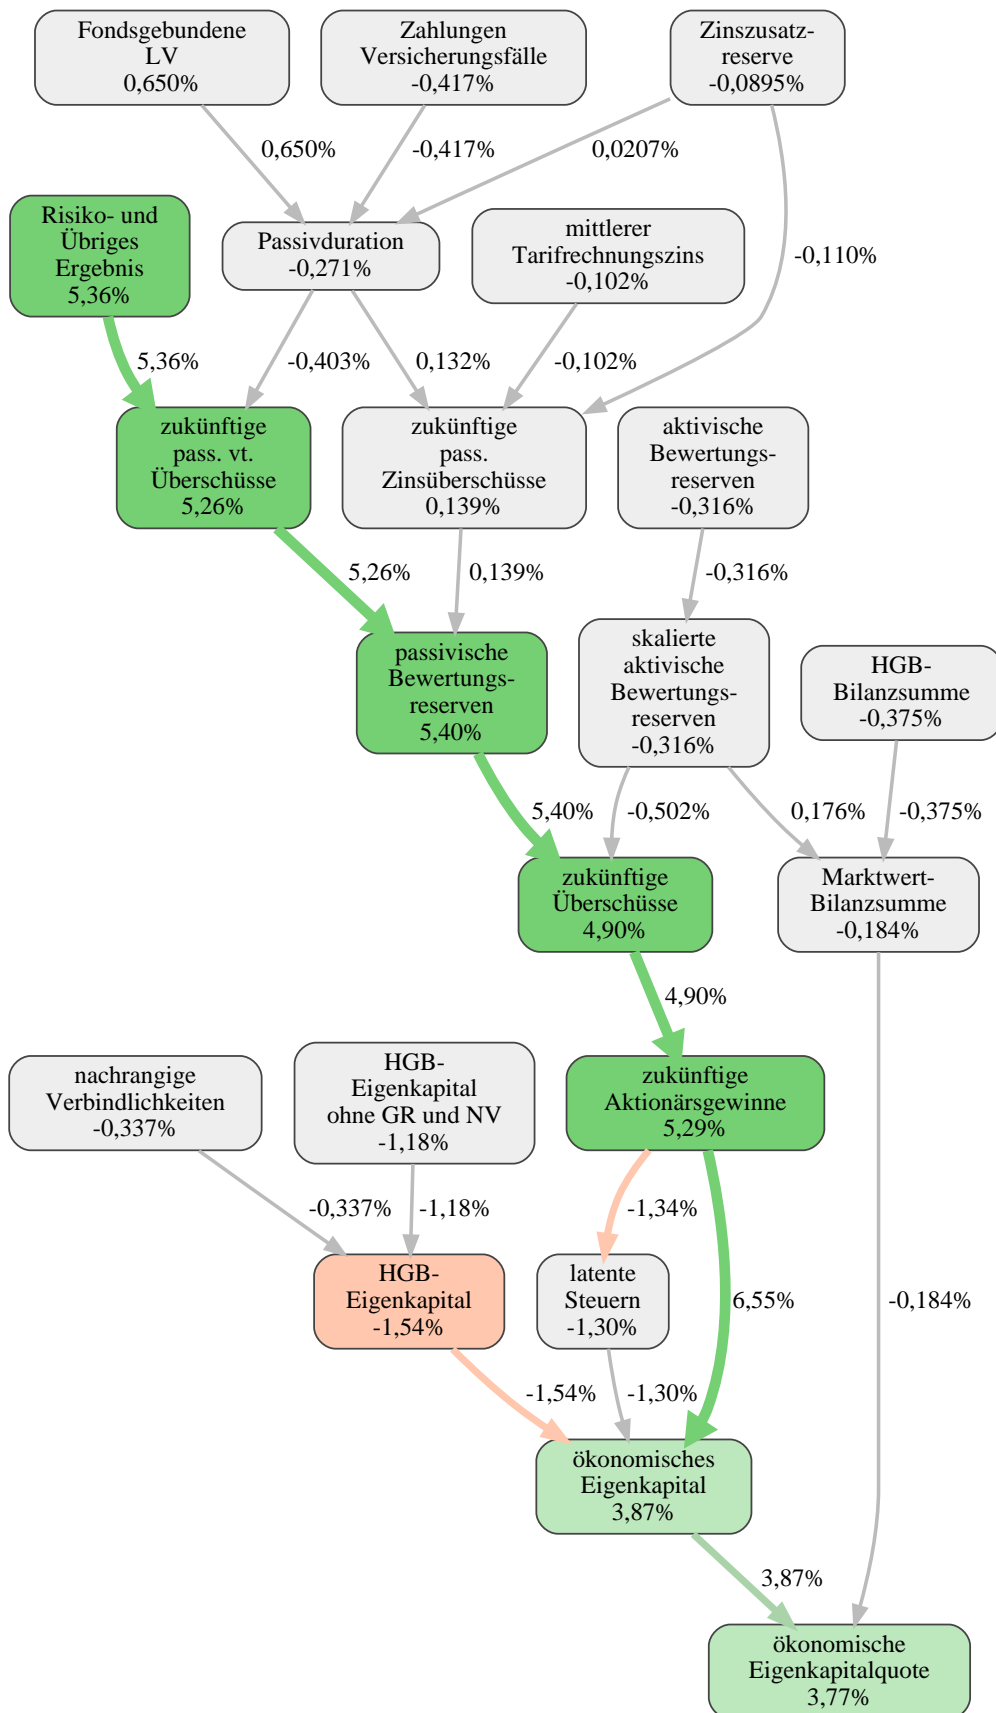 Fondsgebundene
LV
0,650%
Zahlungen
Versicherungsfälle
-0,417%
Zinszusatz-
reserve
-0,0895%
0,650%
-0,417%
0,0207%
Risiko- und
Übriges
Ergebnis
5,36%
Passivduration
-0,271%
mittlerer
Tarifrechnungszins
-0,102%
-0,110%
5,36%
-0,403%
0,132%
-0,102%
zukünftige
pass. vt.
Überschüsse
5,26%
zukünftige
pass.
Zinsüberschüsse
0,139%
aktivische
Bewertungs-
reserven
-0,316%
5,26%
0,139%
-0,316%
passivische
Bewertungs-
reserven
5,40%
skalierte
aktivische
Bewertungs-
reserven
-0,316%
HGB-
Bilanzsumme
-0,375%
5,40%
-0,502%
0,176%
-0,375%
zukünftige
Überschüsse
4,90%
Marktwert-
Bilanzsumme
-0,184%
4,90%
nachrangige
Verbindlichkeiten
-0,337%
HGB-
Eigenkapital
ohne GR und NV
-1,18%
zukünftige
Aktionärsgewinne
5,29%
-0,337%
-1,18%
-1,34%
HGB-
Eigenkapital
-1,54%
latente
Steuern
-1,30%
6,55%
-0,184%
-1,54%
-1,30%
ökonomisches
Eigenkapital
3,87%
3,87%
ökonomische
Eigenkapitalquote
3,77%